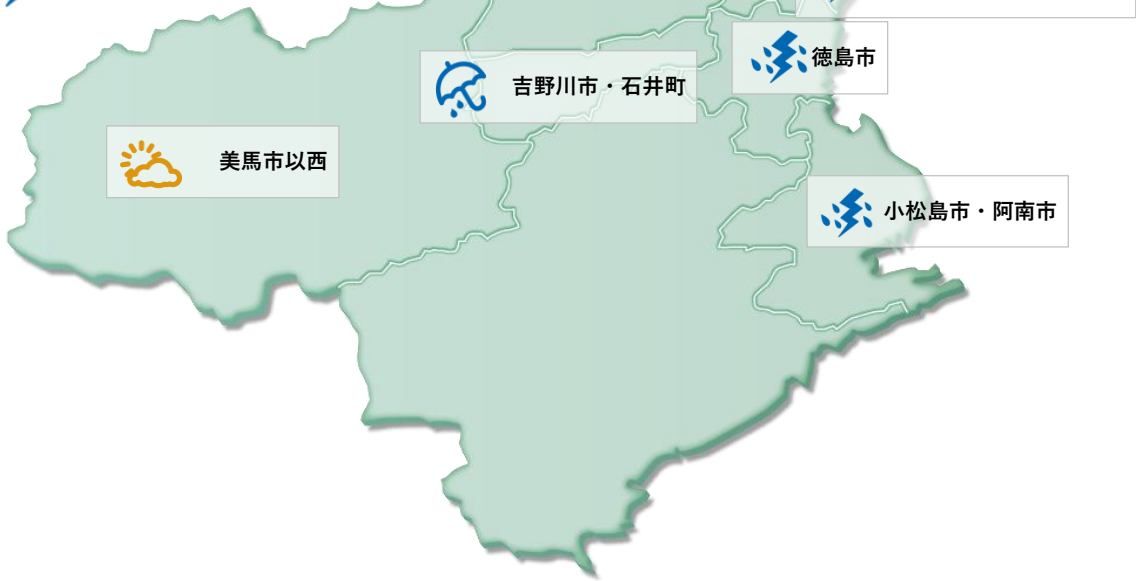 徳島市
吉野川市・石井町
美馬市以西
小松島市・阿南市